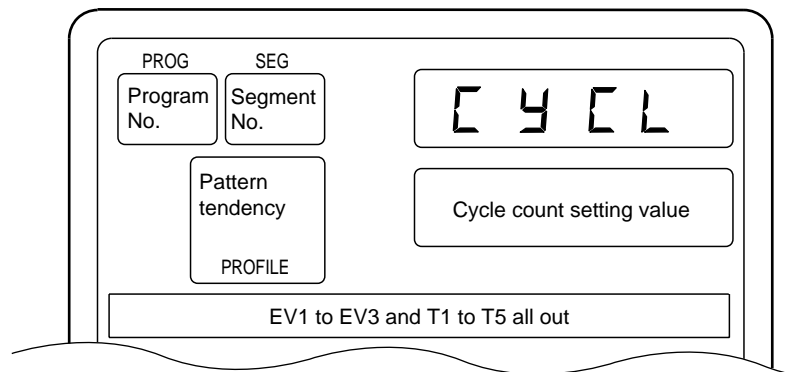 PROG SEG
Program No.
Segment No.
CYCL
Pattern tendency
PROFILE
Cycle count setting value
EV1 to EV3 and T1 to T5 all out